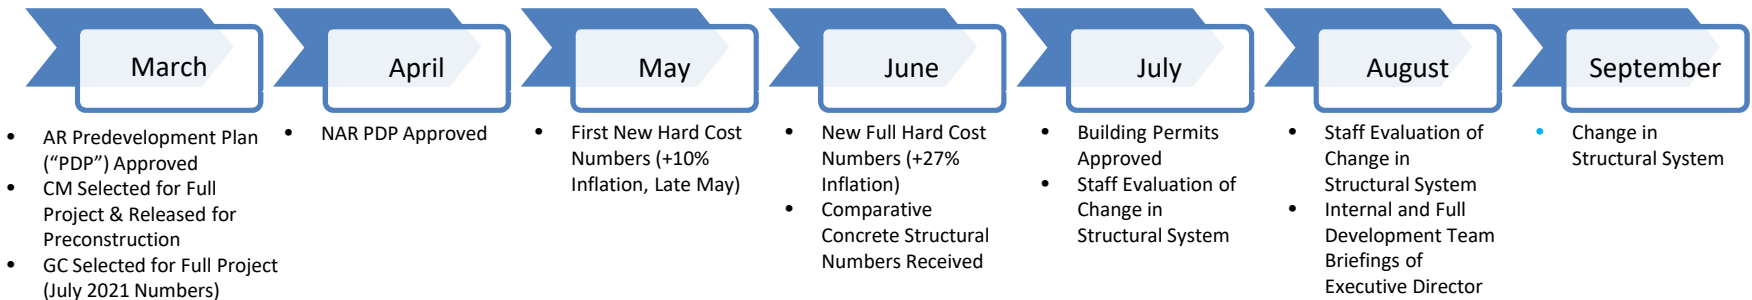 March
AR Predevelopment Plan
(“PDP”) Approved
CM Selected for Full
Project & Released for
Preconstruction
GC Selected for Full Project
(July 2021 Numbers)
April
NAR PDP Approved
May
First New Hard Cost
Numbers (+10%
Inflation, Late May)
June
New Full Hard Cost
Numbers (+27%
Inflation)
Comparative
Concrete Structural
Numbers Received
July
Building Permits
Approved
Staff Evaluation of
Change in
Structural System
August
Staff Evaluation of
Change in
Structural System
Internal and Full
Development Team
Briefings of
Executive Director
September
Change in
Structural System